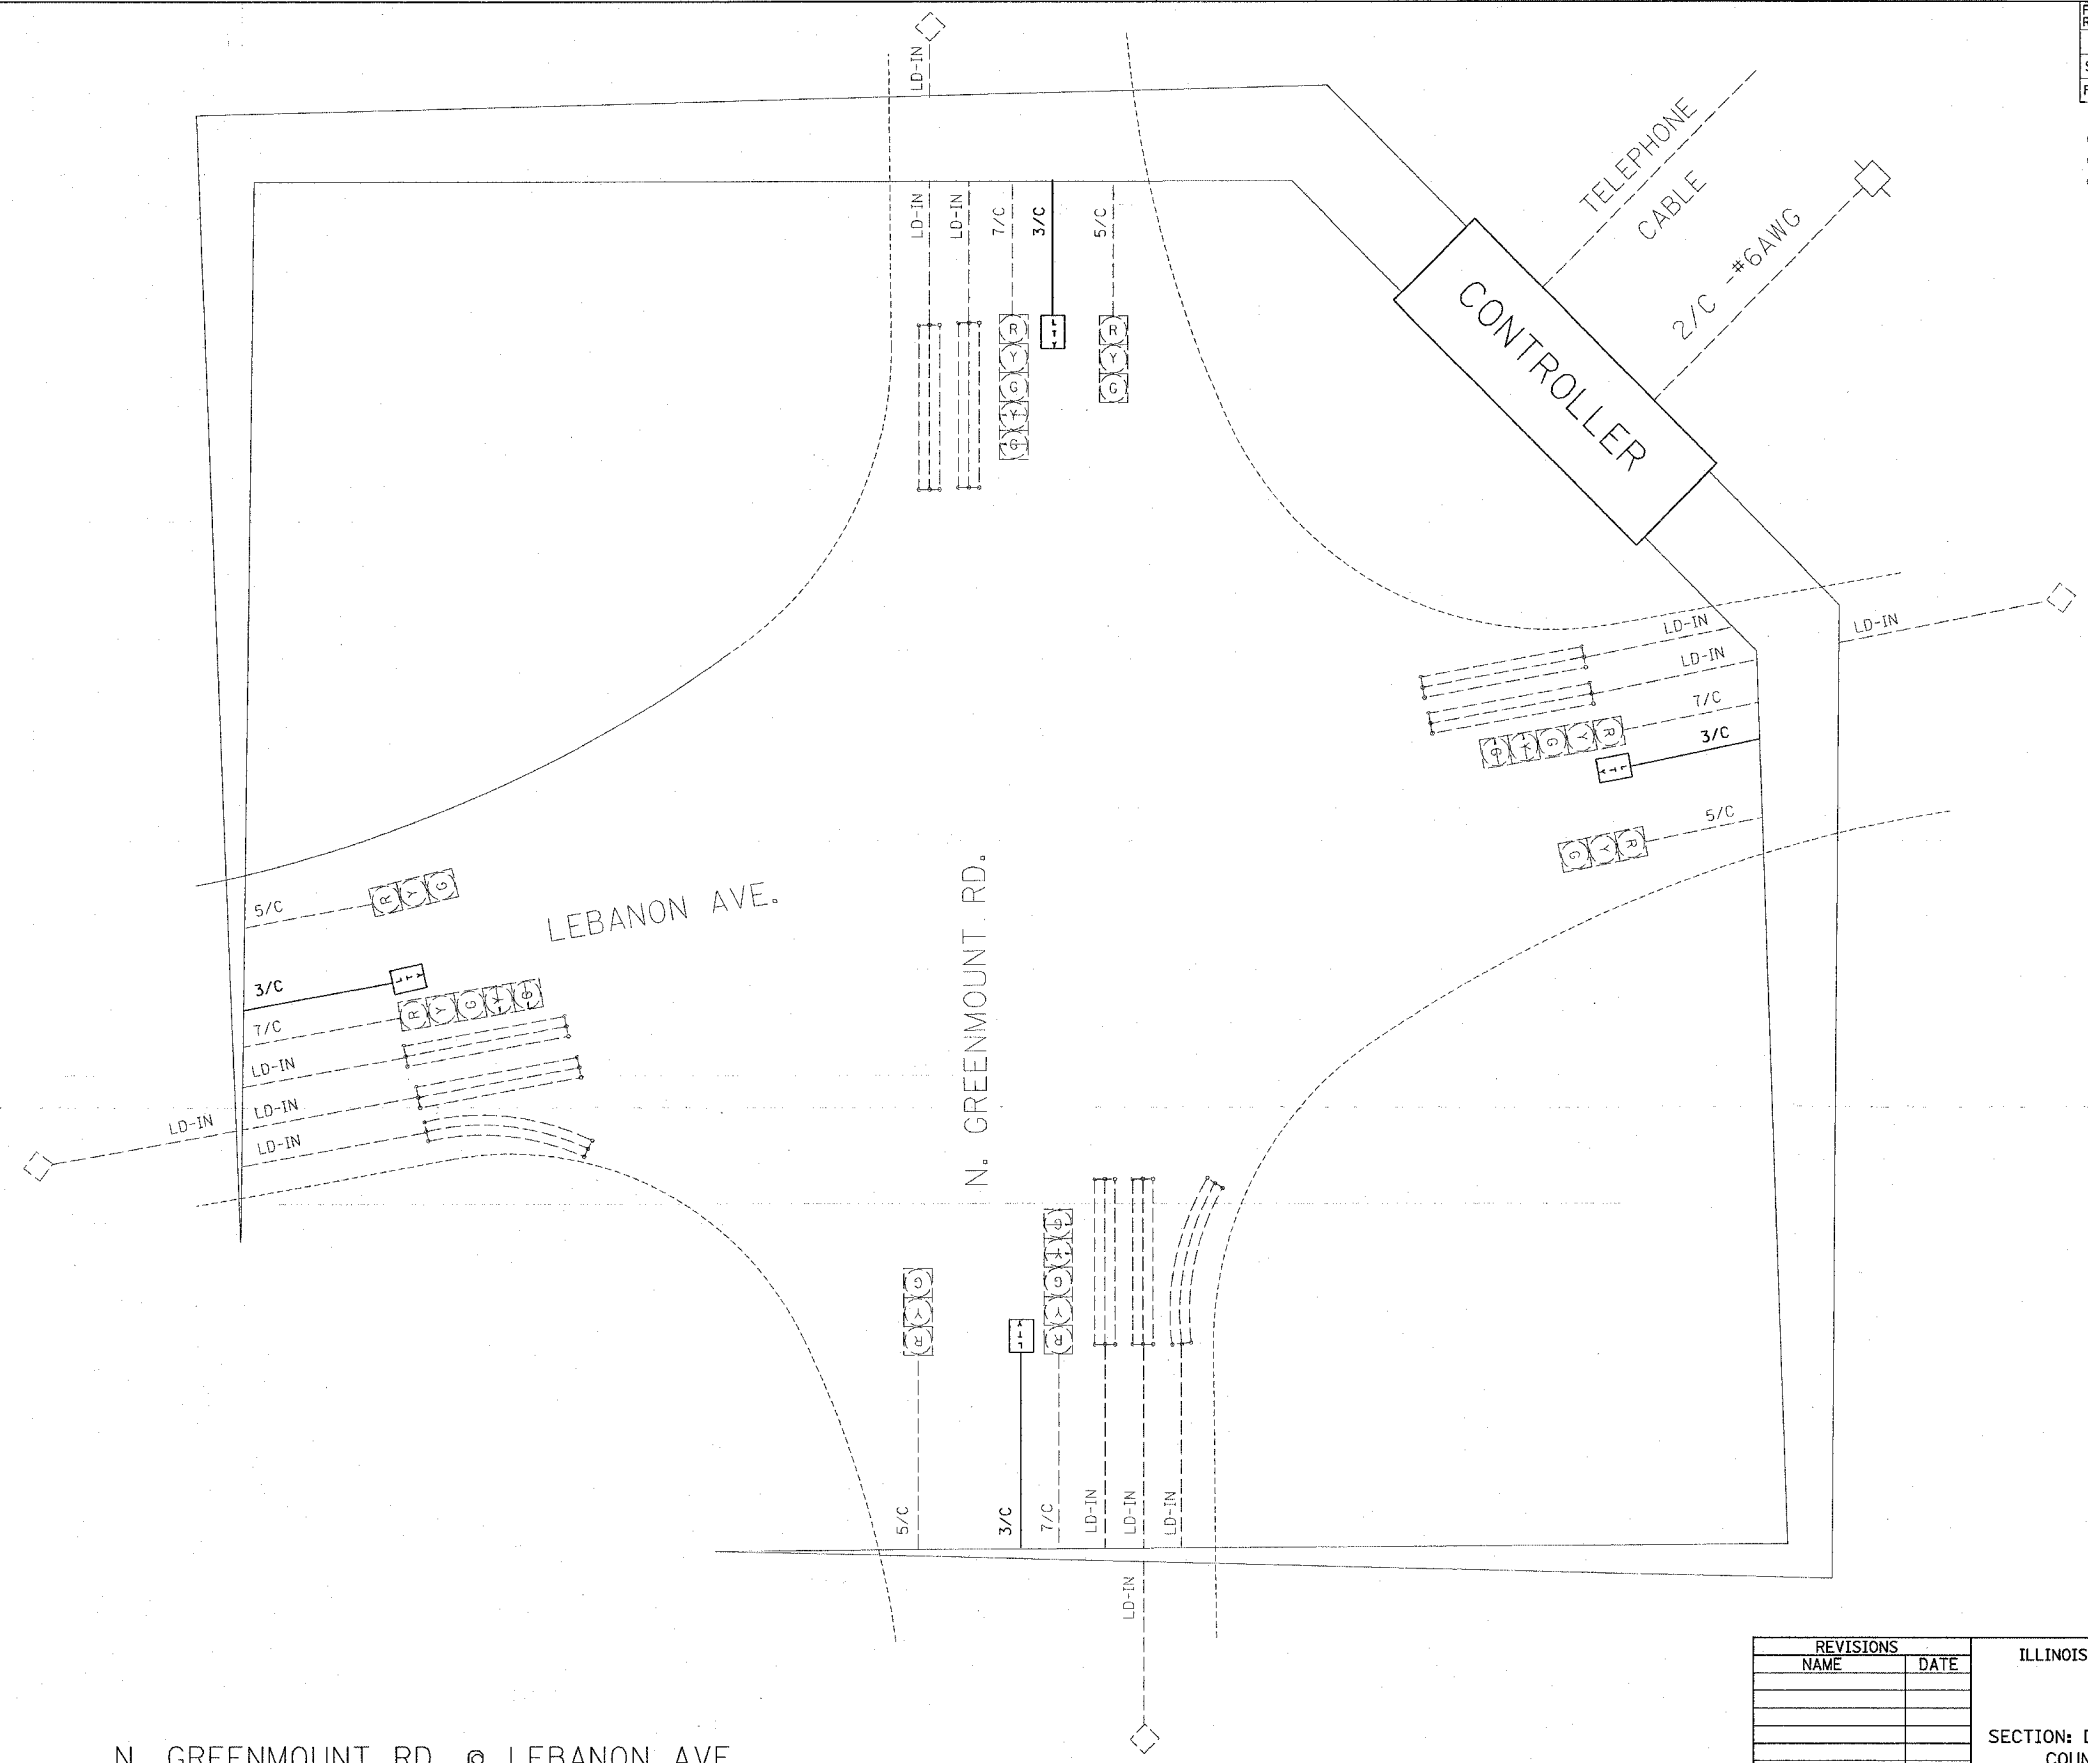 LD-IN
LD-IN
LD-IN
7/C
3/C
5/C
R
Y
G
Y
G
L
T
Y
R
Y
G
TELEPHONE
CABLE
2/C -#6AWG
CONTROLLER
LD-IN
LD-IN
LD-IN
7/C
3/C
5/C
G Y G Y R
Y T L
G Y R
5/C
R Y G
LEBANON AVE.
N. GREENMOUNT RD.
3/C
L T Y
7/C
R Y G Y G
LD-IN
LD-IN
LD-IN
LD-IN
G
Y
R
Y
T
L
G
Y
G
Y
R
5/C
3/C
7/C
LD-IN
LD-IN
LD-IN
LD-IN
REVISIONS
NAME DATE
ILLINOIS
SECTION:
N. GREENMOUNT RD. @ LEBANON AVE.